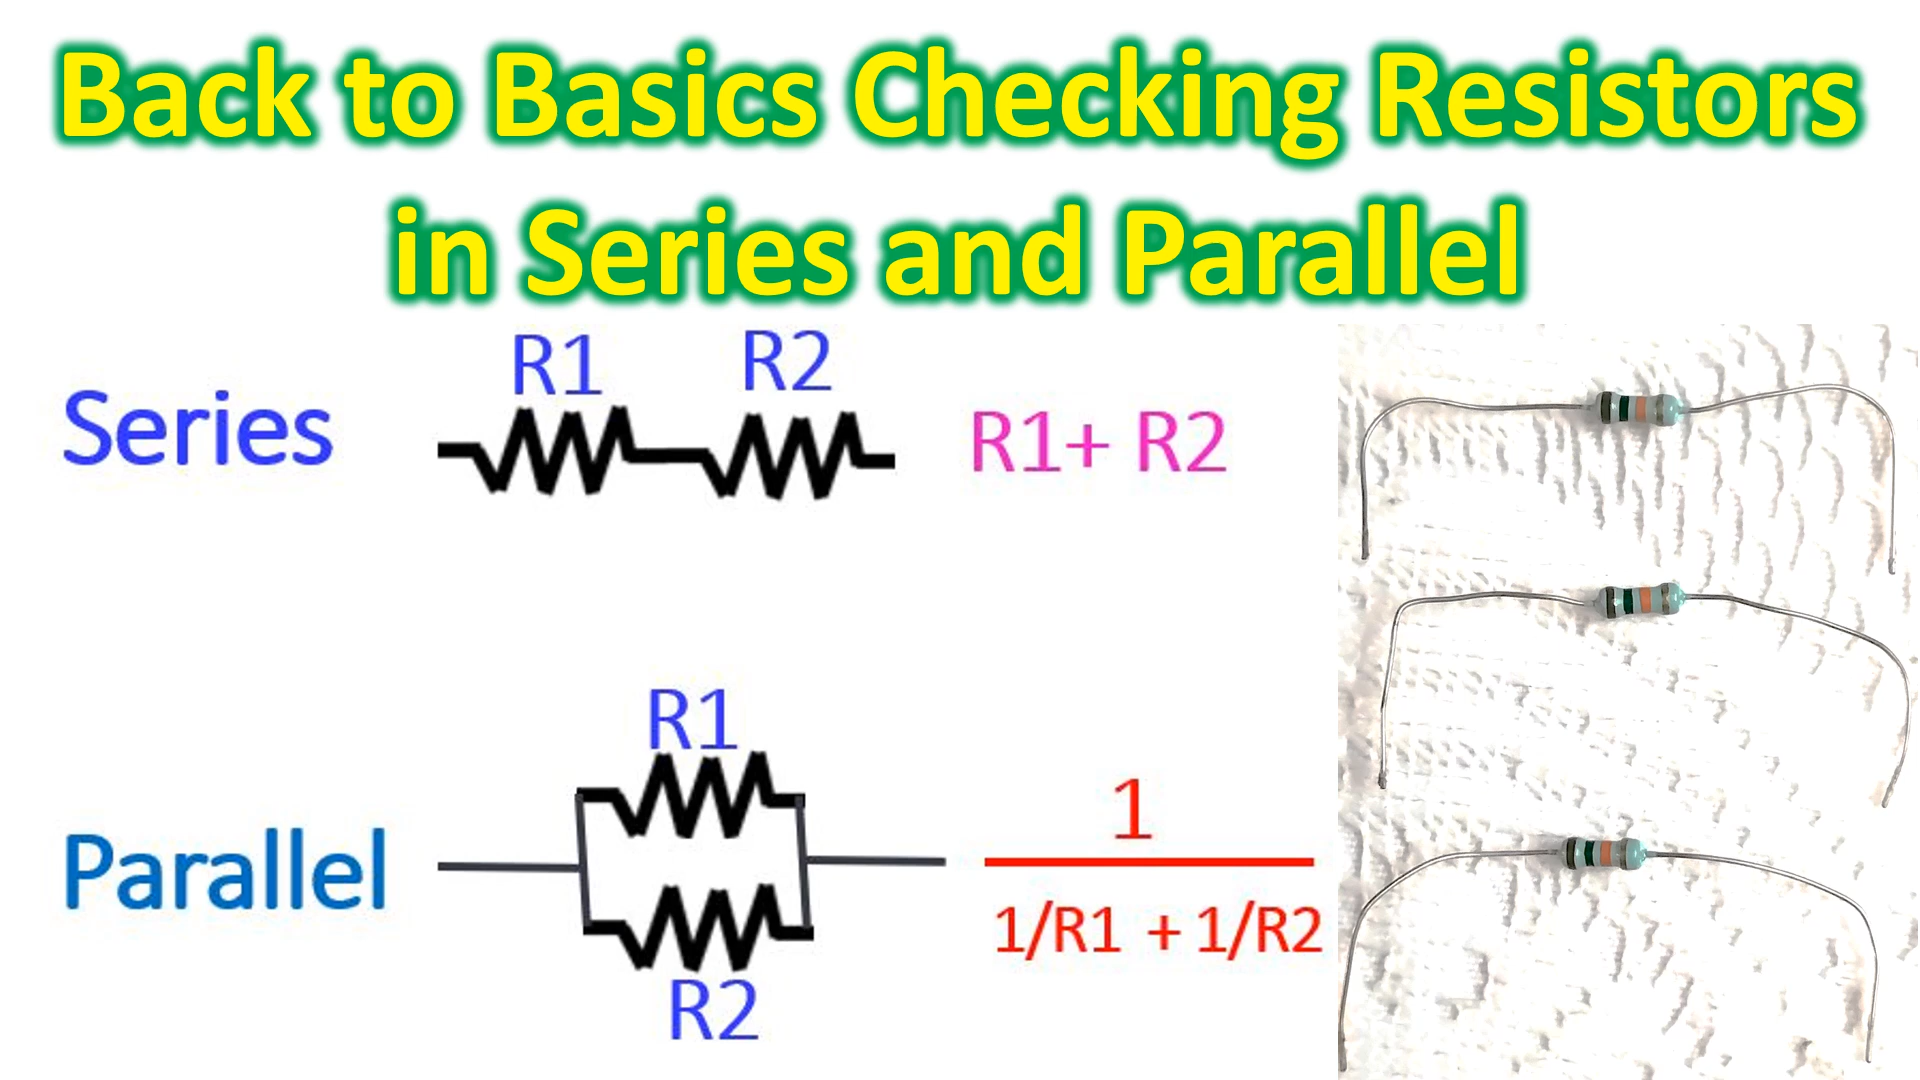 Back to Basics Checking Resistors
in Series and Parallel
R1 R2
Series
R1+ R2
R1
Parallel
1
1/R1 + 1/R2
R2